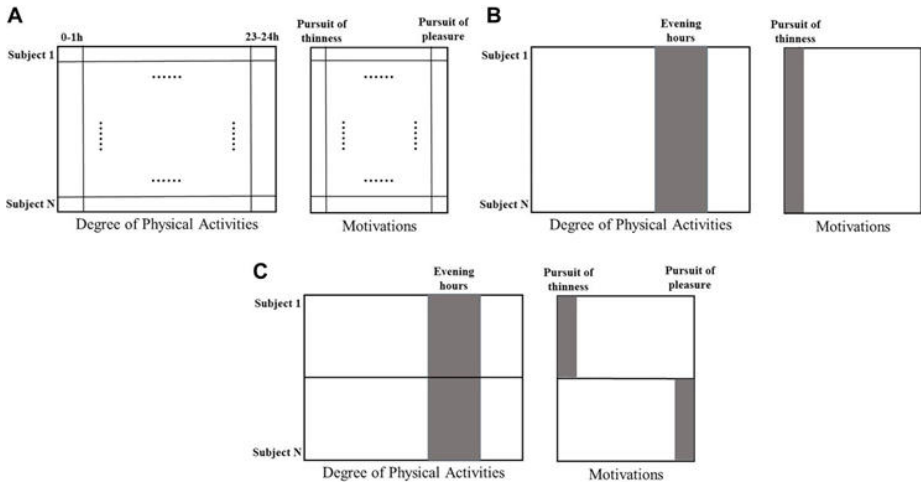 A
0-1h
23-24h
Pursuit of
thinness
Pursuit of
pleasure
Subject 1
Subject N
Degree of Physical Activities
Motivations
B
Evening
hours
Pursuit of
thinness
Subject 1
Subject N
Degree of Physical Activities
Motivations
C
Evening
hours
Pursuit of
thinness
Pursuit of
pleasure
Subject 1
Subject N
Degree of Physical Activities
Motivations